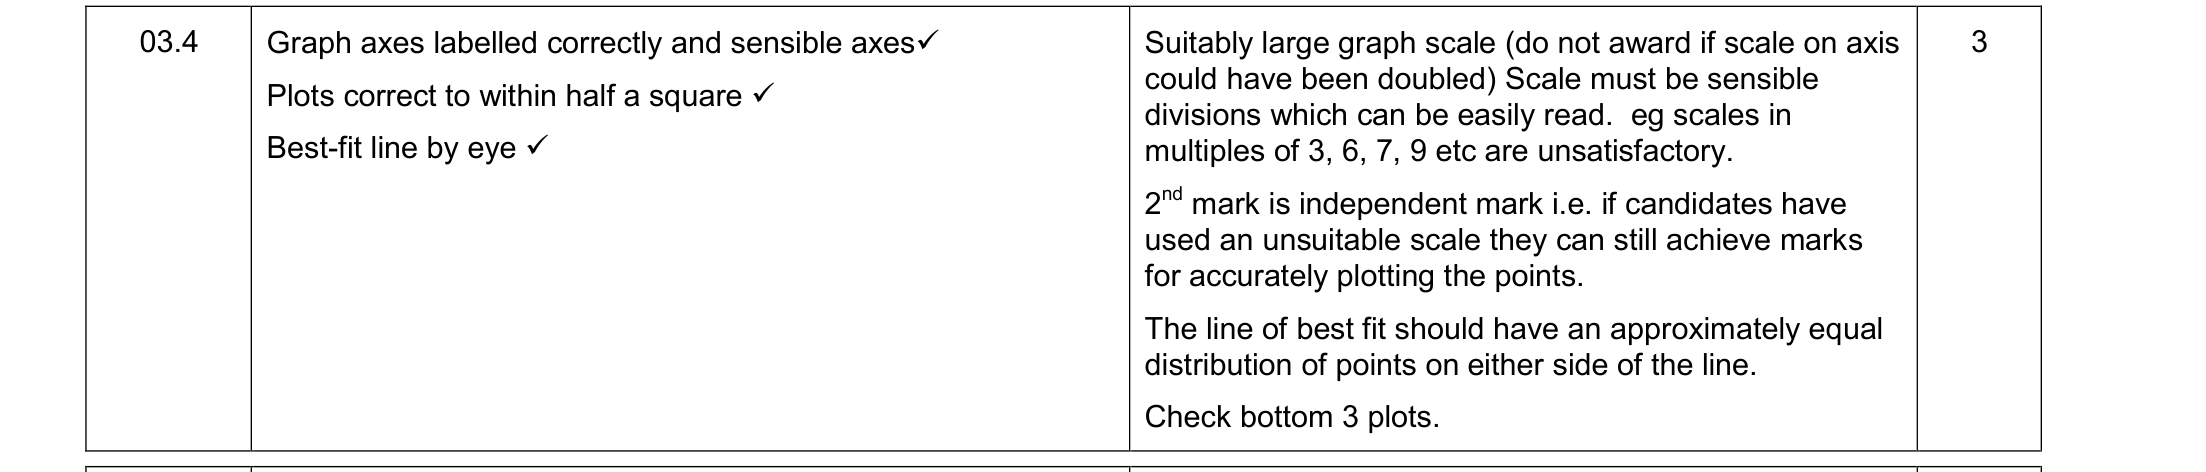 03.4
Graph axes labelled correctly and sensible axes✓
Plots correct to within half a square ✓
Best-fit line by eye ✓
Suitably large graph scale (do not award if scale on axis
could have been doubled) Scale must be sensible
divisions which can be easily read.  eg scales in
multiples of 3, 6, 7, 9 etc are unsatisfactory.
2nd mark is independent mark i.e. if candidates have
used an unsuitable scale they can still achieve marks
for accurately plotting the points.
The line of best fit should have an approximately equal
distribution of points on either side of the line.
Check bottom 3 plots.
3